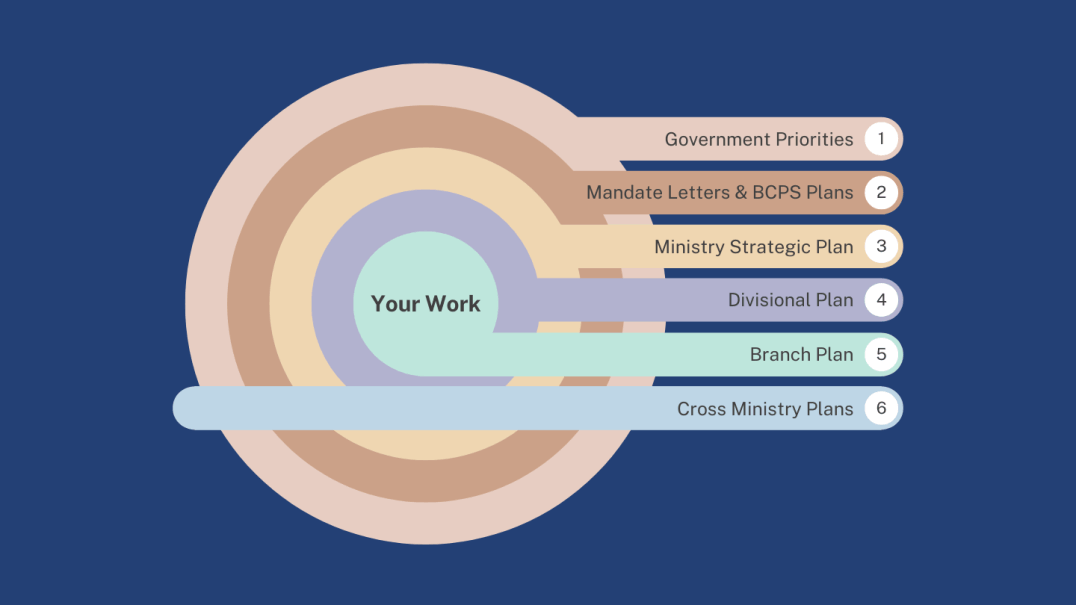 Government Priorities 1
Mandate Letters & BCPS Plans 2
Ministry Strategic Plan 3
Divisional Plan 4
Your Work
Branch Plan 5
Cross Ministry Plans 6